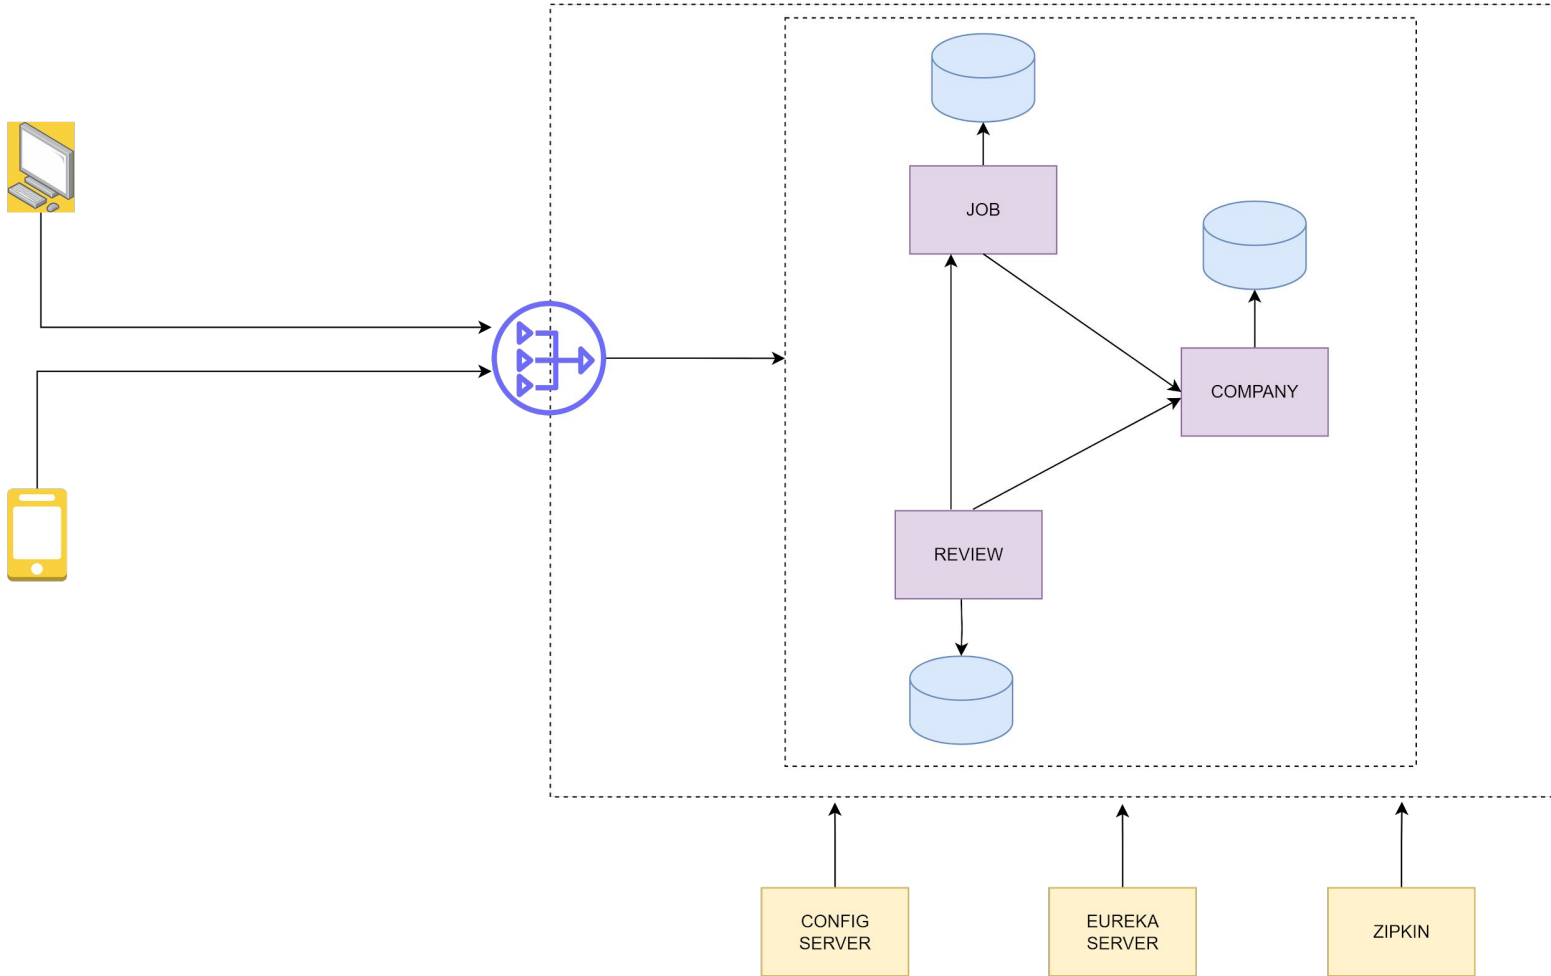 JOB
COMPANY
REVIEW
CONFIG
SERVER
EUREKA
SERVER
ZIPKIN